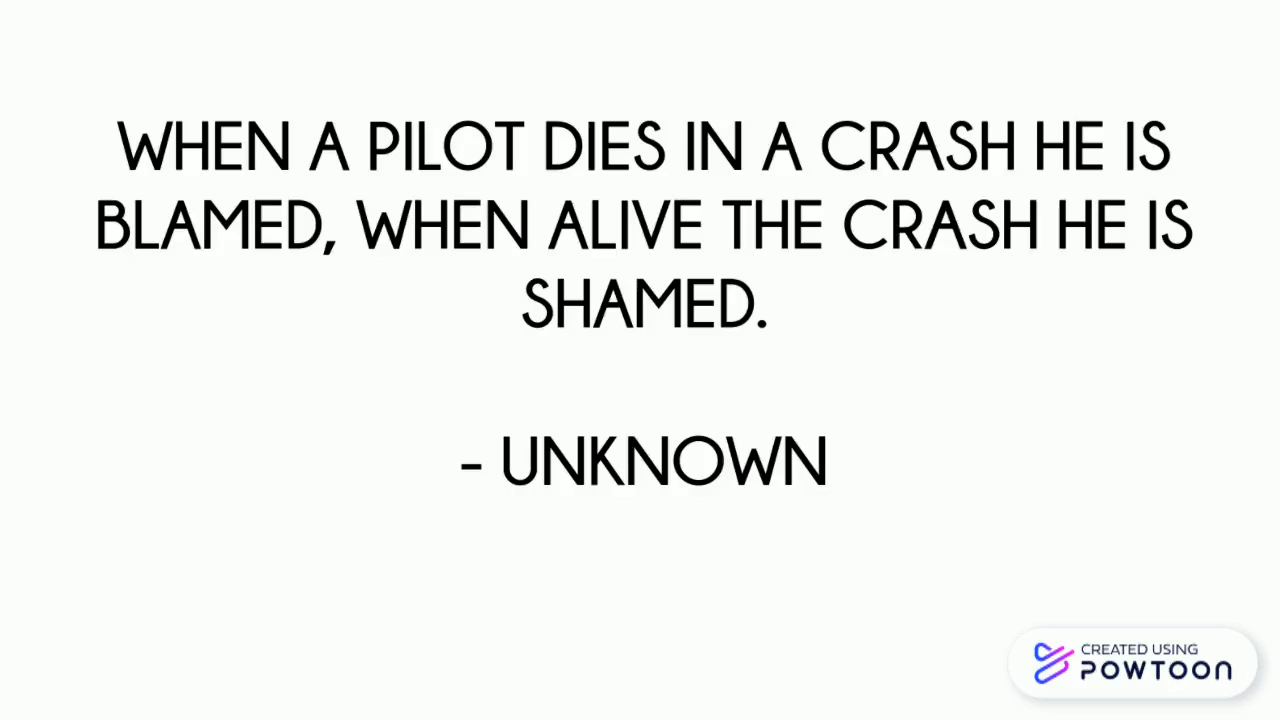 WHEN A PILOT DIES IN A CRASH HE IS
BLAMED, WHEN ALIVE THE CRASH HE IS
SHAMED.
- UNKNOWN
CREATED USING
POWTOON